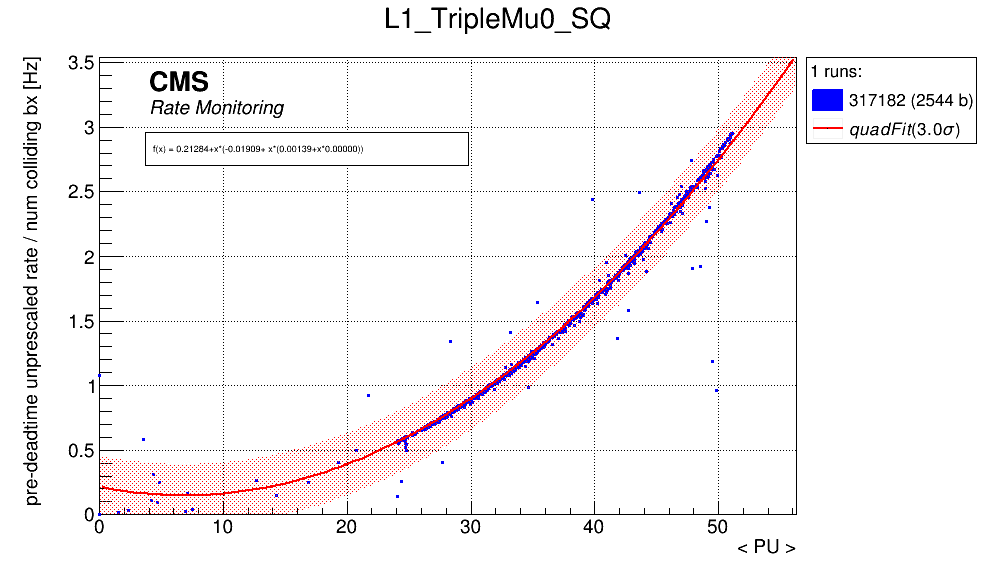 L1_TripleMu0_SQ
pre-deadtime unprescaled rate / num colliding bx [Hz]
3.5
3
2.5
2
1.5
1
0.5
0
CMS
Rate Monitoring
f(x) = 0.21284+x*(-0.01909+ x*(0.00139+x*0.00000))
1 runs:
317182 (2544 b)
quadFit(3.0σ)
0 10 20 30 40 50
< PU >